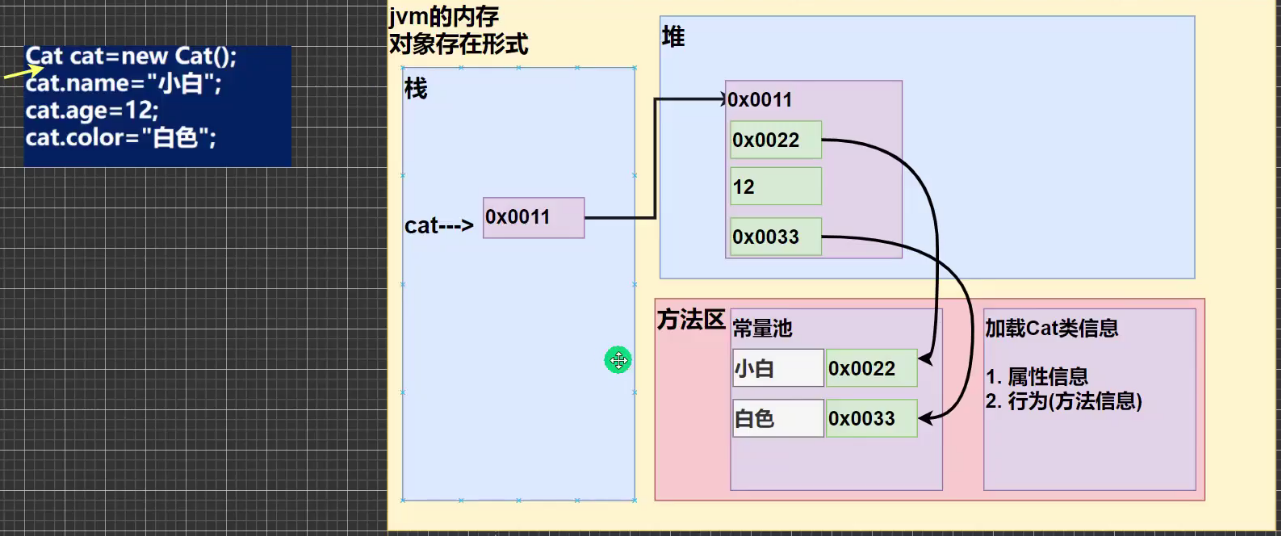 Cat cat=new Cat();
cat.name="小白";
cat.age=12;
cat.color="白色";
jvm的内存
对象存在形式
栈
cat--->
0x0011
堆
0x0011
0x0022
12
0x0033
方法区
常量池
小白 0x0022
白色 0x0033
加载Cat类信息
1. 属性信息
2. 行为(方法信息)